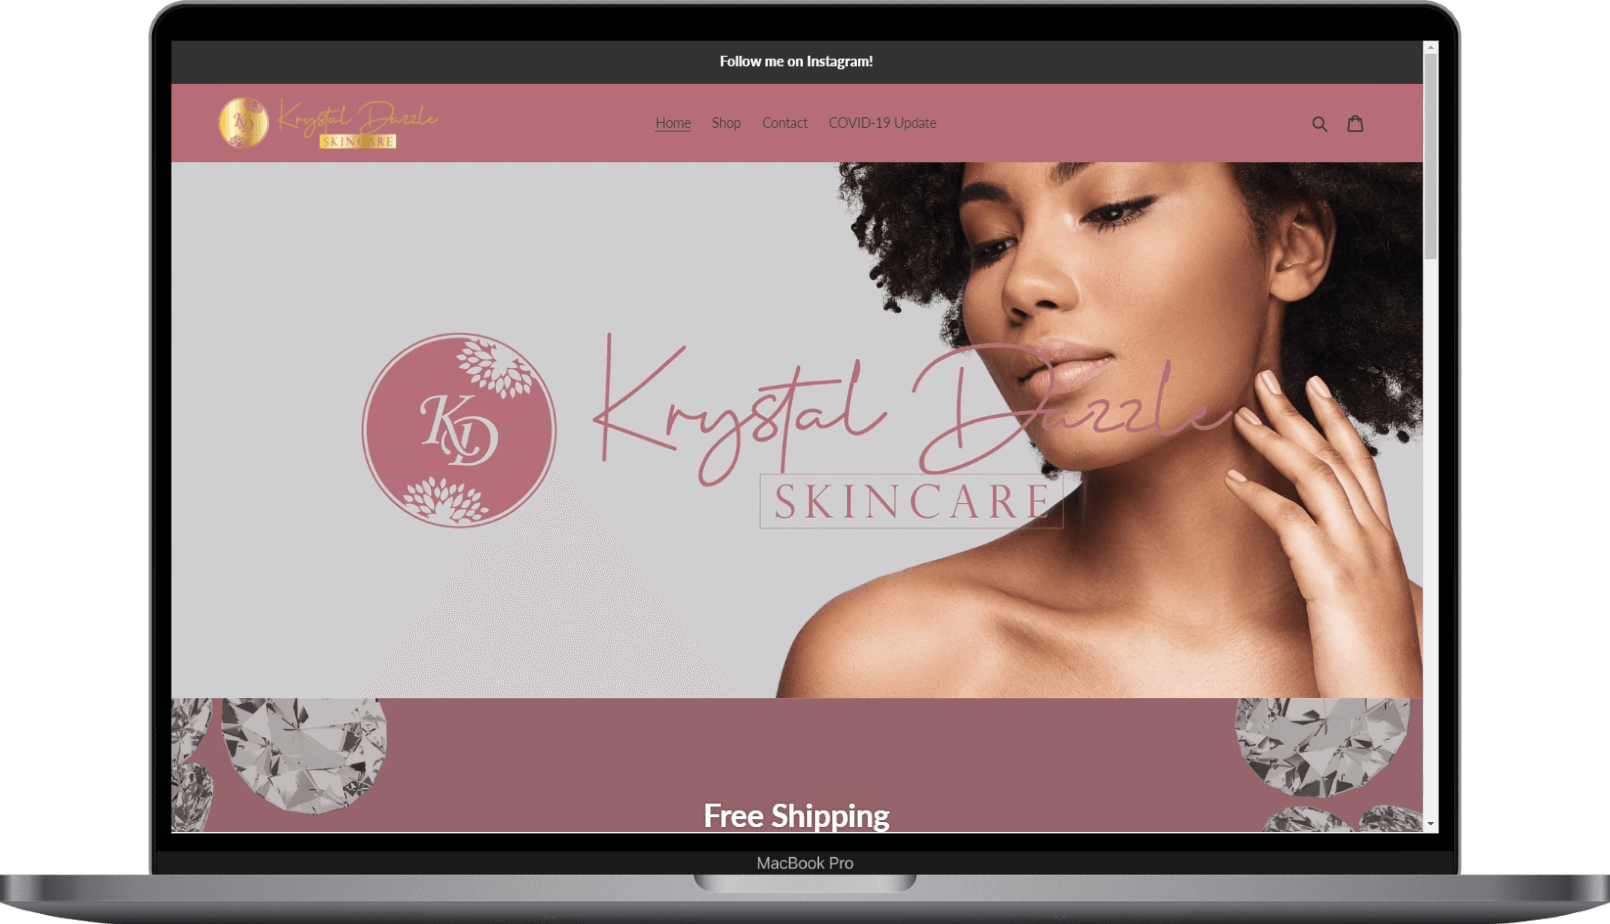 Follow me on Instagram!
KD
Krystal Dazzle
SKINCARE
Home Shop Contact COVID-19 Update
KD
Krystal Dazzle
SKINCARE
Free Shipping
MacBook Pro